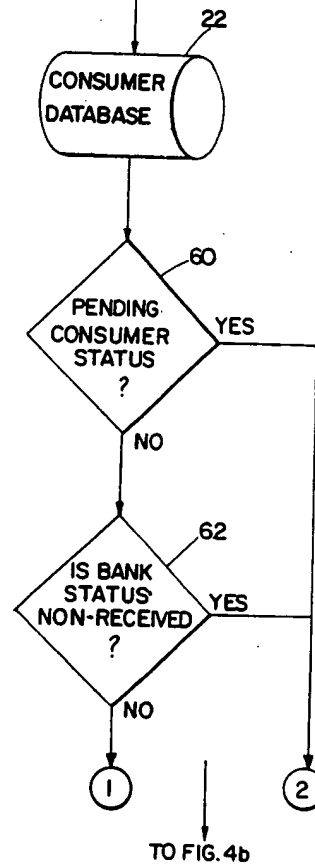 22
CONSUMER
DATABASE
60
PENDING
CONSUMER
STATUS
?
YES
NO
62
IS BANK
STATUS
NON-RECEIVED
?
YES
NO
1
2
TO FIG. 4b